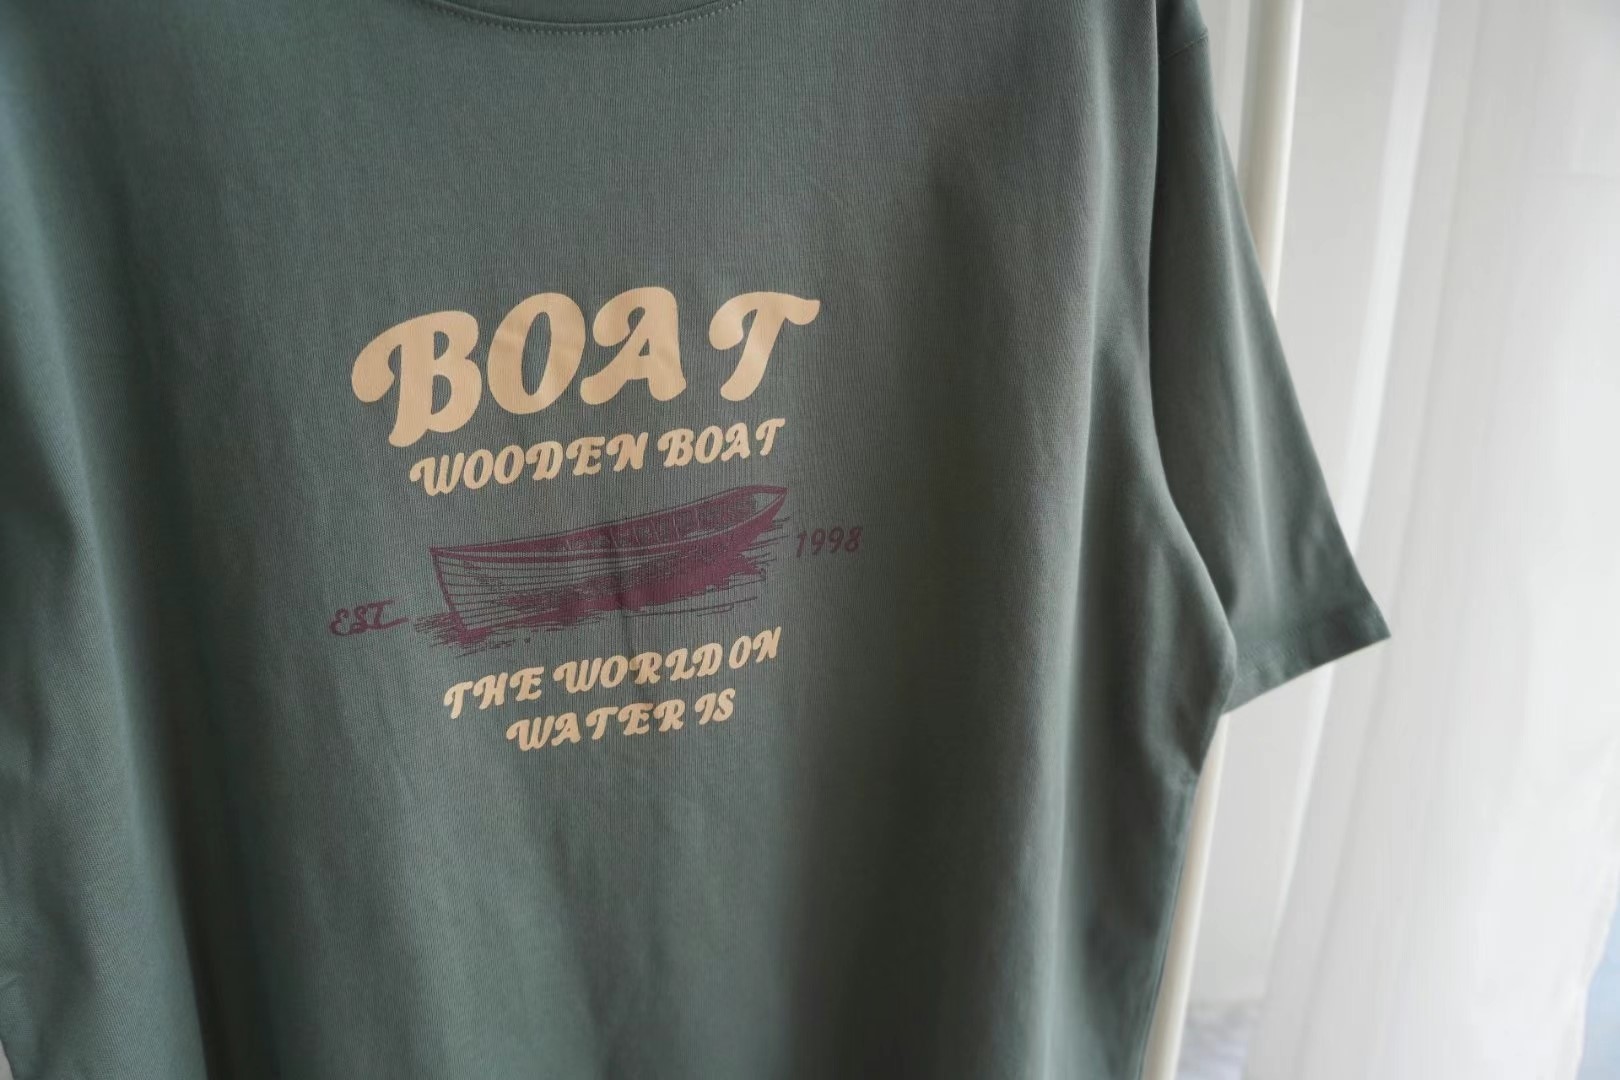 BOAT
WOODEN BOAT
1998
EST
THE WORLD ON
WATER IS